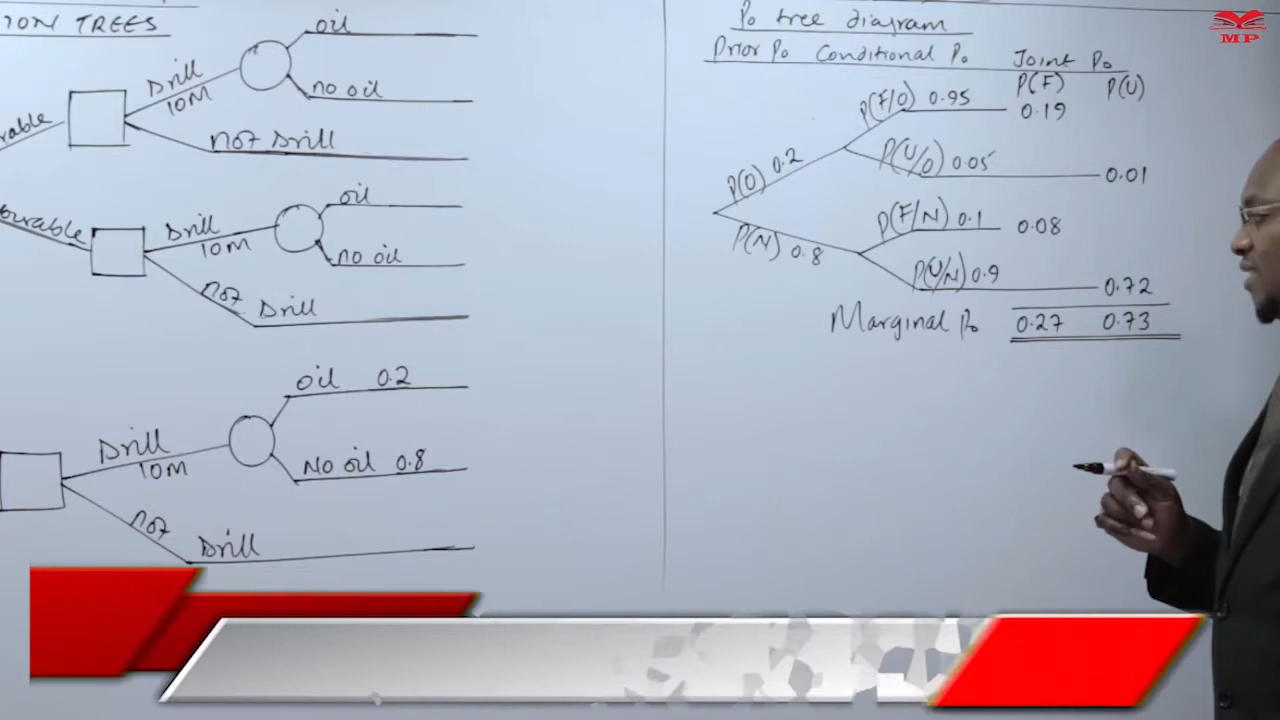 ION TREES
oil
Drill
10M
no oil
rable
Not Drill
oil
Drill
10M
no oil
ourable
not Drill
oil 0.2
Drill
10M
No oil 0.8
not Drill
Po tree diagram
Prior Po Conditional Po Joint Po
P(F) P(U)
P(F/O) 0.95 0.19
P(O) 0.2
P(U/O) 0.05 0.01
P(F/N) 0.1 0.08
P(N) 0.8
P(U/N) 0.9 0.72
Marginal Po 0.27 0.73
MP